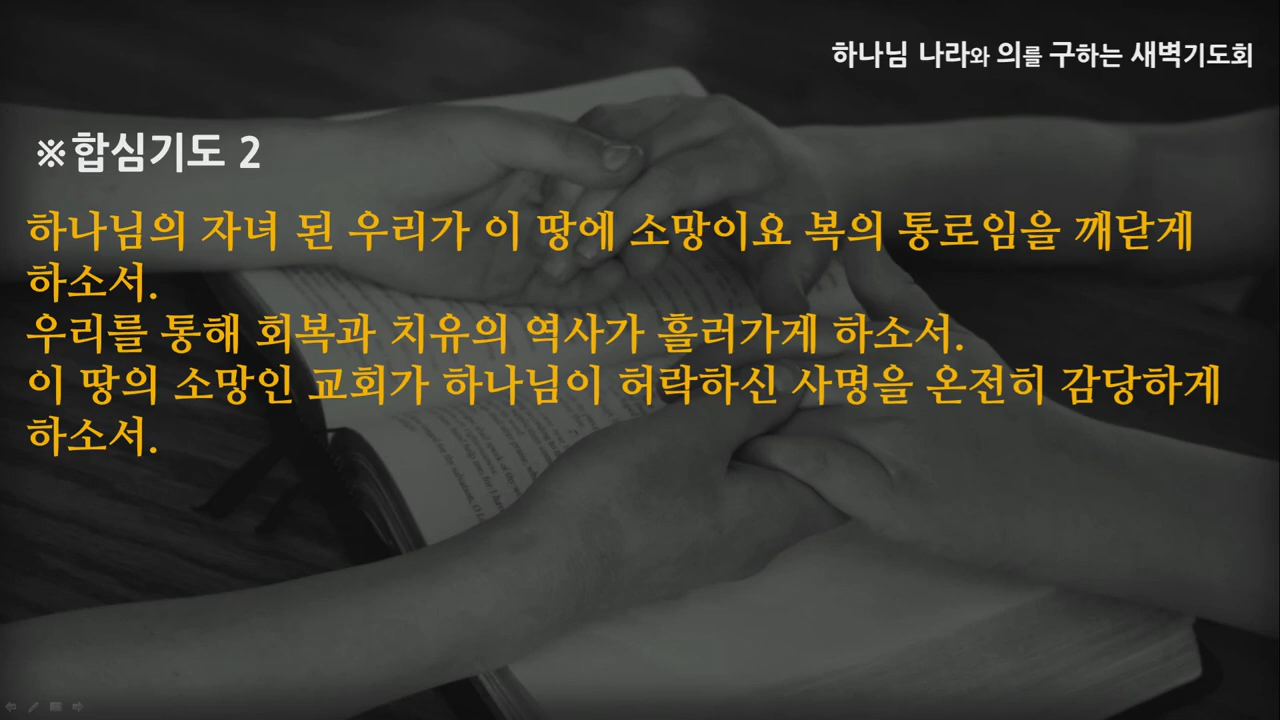 하나님 나라와 의를 구하는 새벽기도회
※합심기도 2
하나님의 자녀 된 우리가 이 땅에 소망이요 복의 통로임을 깨닫게
하소서.
우리를 통해 회복과 치유의 역사가 흘러가게 하소서.
이 땅의 소망인 교회가 하나님이 허락하신 사명을 온전히 감당하게
하소서.